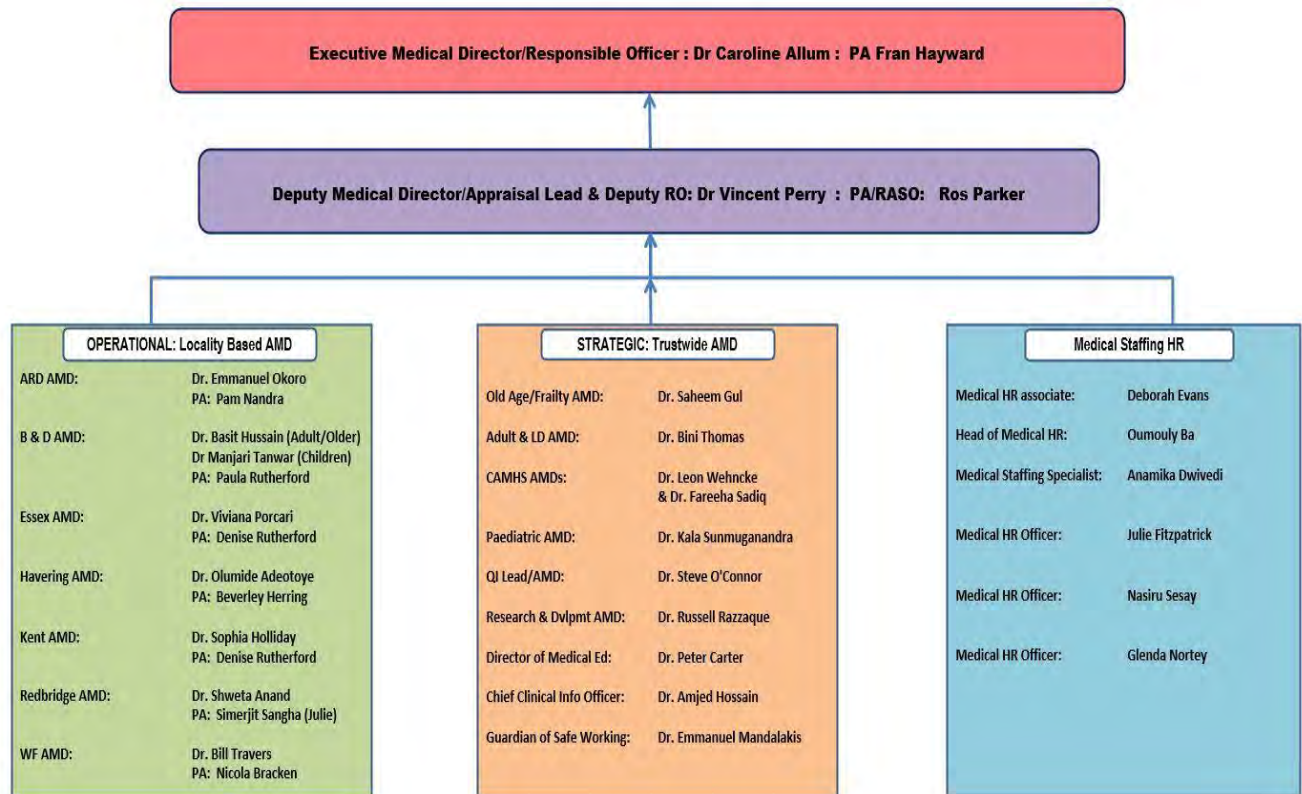 Executive Medical Director/Responsible Officer : Dr Caroline Allum : PA Fran Hayward
Deputy Medical Director/Appraisal Lead & Deputy RO: Dr Vincent Perry : PA/RASO: Ros Parker
OPERATIONAL: Locality Based AMD
ARD AMD: Dr. Emmanuel Okoro
PA: Pam Nandra
B & D AMD: Dr. Basit Hussain (Adult/Older)
Dr Manjari Tanwar (Children)
PA: Paula Rutherford
Essex AMD: Dr. Viviana Porcari
PA: Denise Rutherford
Havering AMD: Dr. Olumide Adeotoye
PA: Beverley Herring
Kent AMD: Dr. Sophia Holliday
PA: Denise Rutherford
Redbridge AMD: Dr. Shweta Anand
PA: Simerjit Sangha (Julie)
WF AMD: Dr. Bill Travers
PA: Nicola Bracken
STRATEGIC: Trustwide AMD
Old Age/Frailty AMD: Dr. Saheem Gul
Adult & LD AMD: Dr. Bini Thomas
CAMHS AMDs: Dr. Leon Wehncke
& Dr. Fareeha Sadiq
Paediatric AMD: Dr. Kala Sunmuganandra
QI Lead/AMD: Dr. Steve O'Connor
Research & Dvlpmt AMD: Dr. Russell Razzaque
Director of Medical Ed: Dr. Peter Carter
Chief Clinical Info Officer: Dr. Amjed Hossain
Guardian of Safe Working: Dr. Emmanuel Mandalakis
Medical Staffing HR
Medical HR associate: Deborah Evans
Head of Medical HR: Oumouly Ba
Medical Staffing Specialist: Anamika Dwivedi
Medical HR Officer: Julie Fitzpatrick
Medical HR Officer: Nasiru Sesay
Medical HR Officer: Glenda Nortey